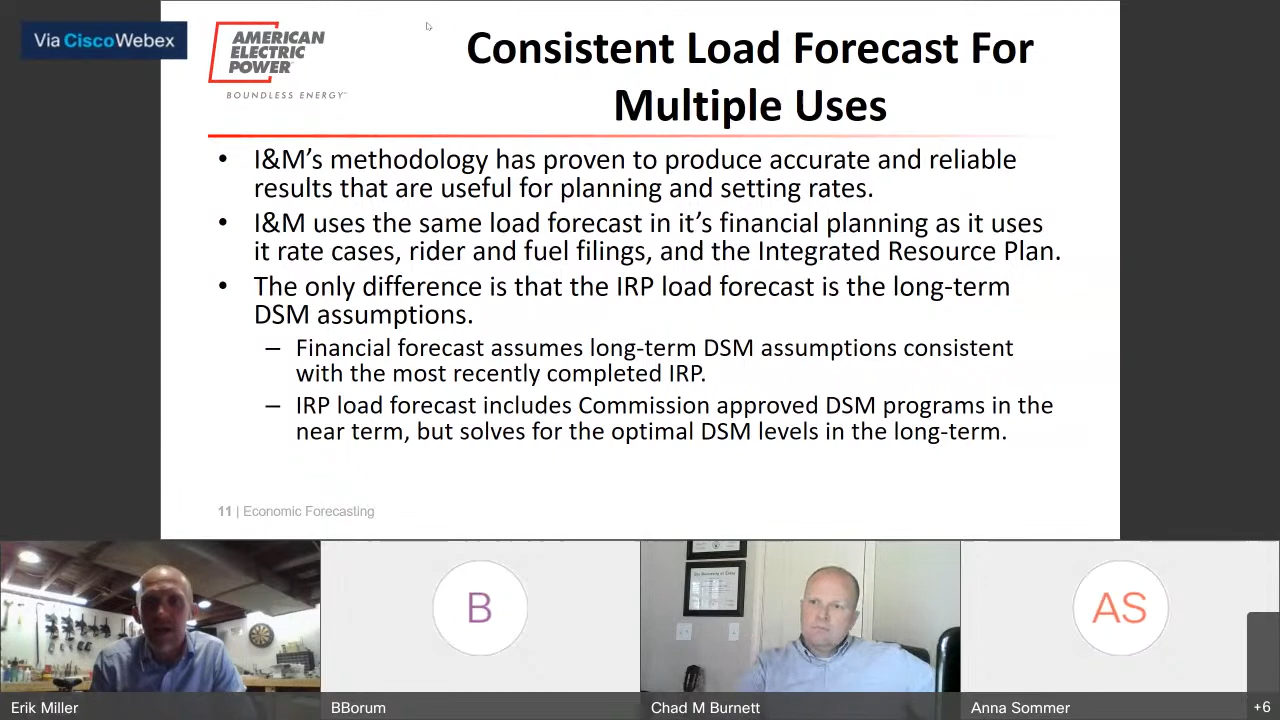 Via CiscoWebex
AMERICAN
ELECTRIC
POWER
BOUNDLESS ENERGY
Consistent Load Forecast For
Multiple Uses
• I&M's methodology has proven to produce accurate and reliable
results that are useful for planning and setting rates.
• I&M uses the same load forecast in it's financial planning as it uses
it rate cases, rider and fuel filings, and the Integrated Resource Plan.
• The only difference is that the IRP load forecast is the long-term
DSM assumptions.
– Financial forecast assumes long-term DSM assumptions consistent
with the most recently completed IRP.
– IRP load forecast includes Commission approved DSM programs in the
near term, but solves for the optimal DSM levels in the long-term.
11 | Economic Forecasting
B
AS
Erik Miller
BBorum
Chad M Burnett
Anna Sommer
+6